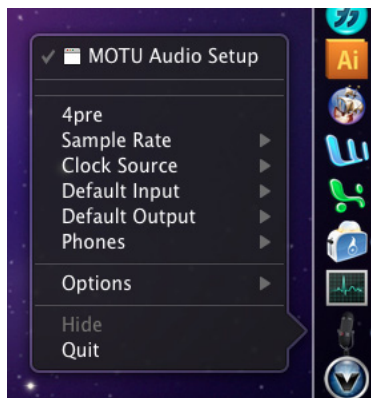 MOTU Audio Setup
4pre
Sample Rate
Clock Source
Default Input
Default Output
Phones
Options
Hide
Quit
Ai